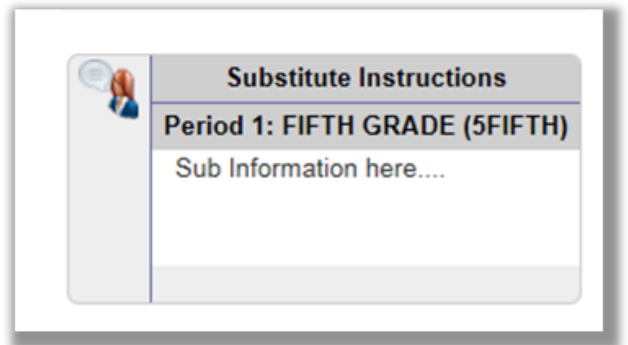 Substitute Instructions
Period 1: FIFTH GRADE (5FIFTH)
Sub Information here....